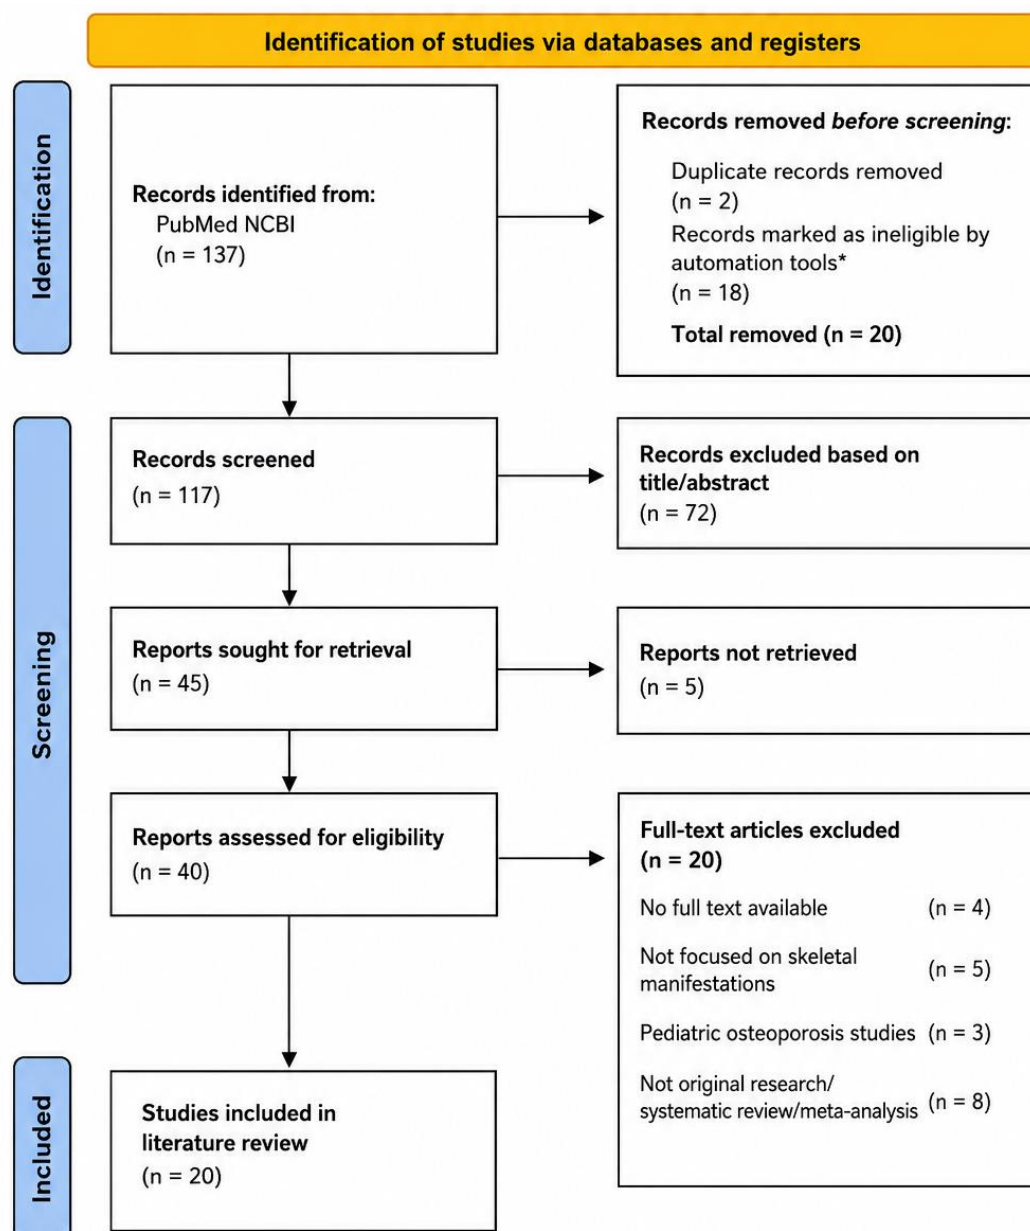 Identification of studies via databases and registers
Identification
Records identified from:
PubMed NCBI
(n = 137)
Records removed before screening:
Duplicate records removed
(n = 2)
Records marked as ineligible by
automation tools*
(n = 18)
Total removed (n = 20)
Screening
Records screened
(n = 117)
Records excluded based on
title/abstract
(n = 72)
Reports sought for retrieval
(n = 45)
Reports not retrieved
(n = 5)
Reports assessed for eligibility
(n = 40)
Full-text articles excluded
(n = 20)
No full text available (n = 4)
Not focused on skeletal
manifestations (n = 5)
Pediatric osteoporosis studies (n = 3)
Not original research/
systematic review/meta-analysis (n = 8)
Included
Studies included in
literature review
(n = 20)